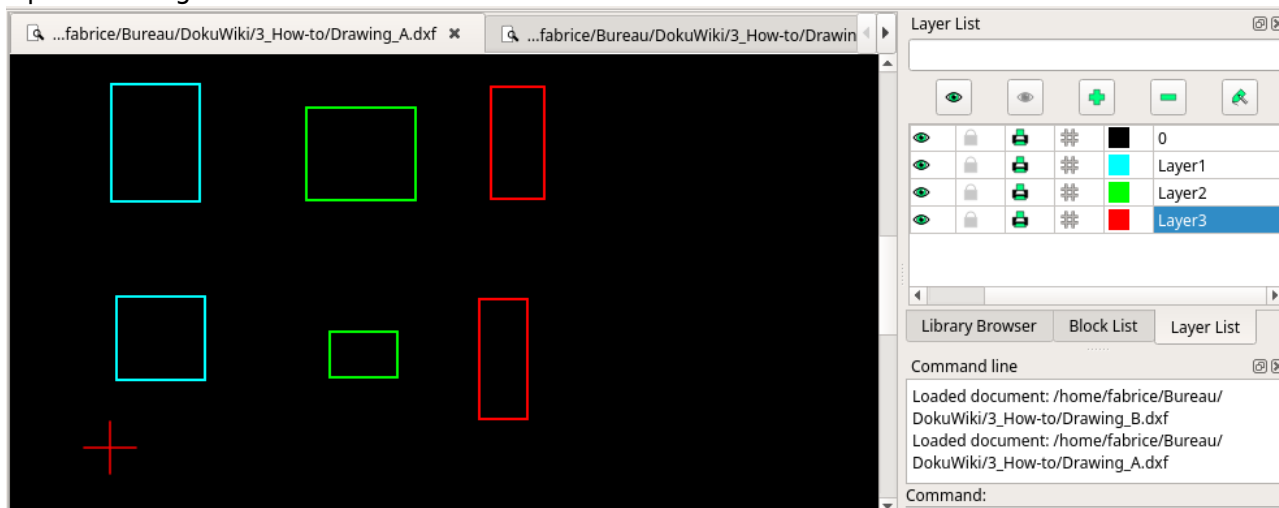 ...fabrice/Bureau/DokuWiki/3_How-to/Drawing_A.dxf
...fabrice/Bureau/DokuWiki/3_How-to/Drawin
Layer List
0
Layer1
Layer2
Layer3
Library Browser
Block List
Layer List
Command line
Loaded document: /home/fabrice/Bureau/
DokuWiki/3_How-to/Drawing_B.dxf
Loaded document: /home/fabrice/Bureau/
DokuWiki/3_How-to/Drawing_A.dxf
Command: